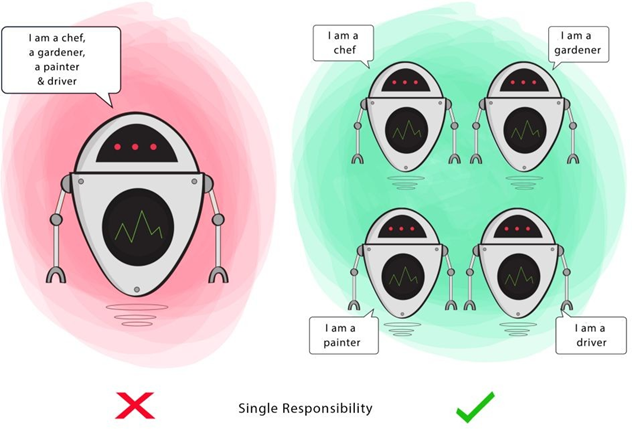 I am a chef,
a gardener,
a painter
& driver
I am a
chef
I am a
gardener
I am a
painter
I am a
driver
Single Responsibility